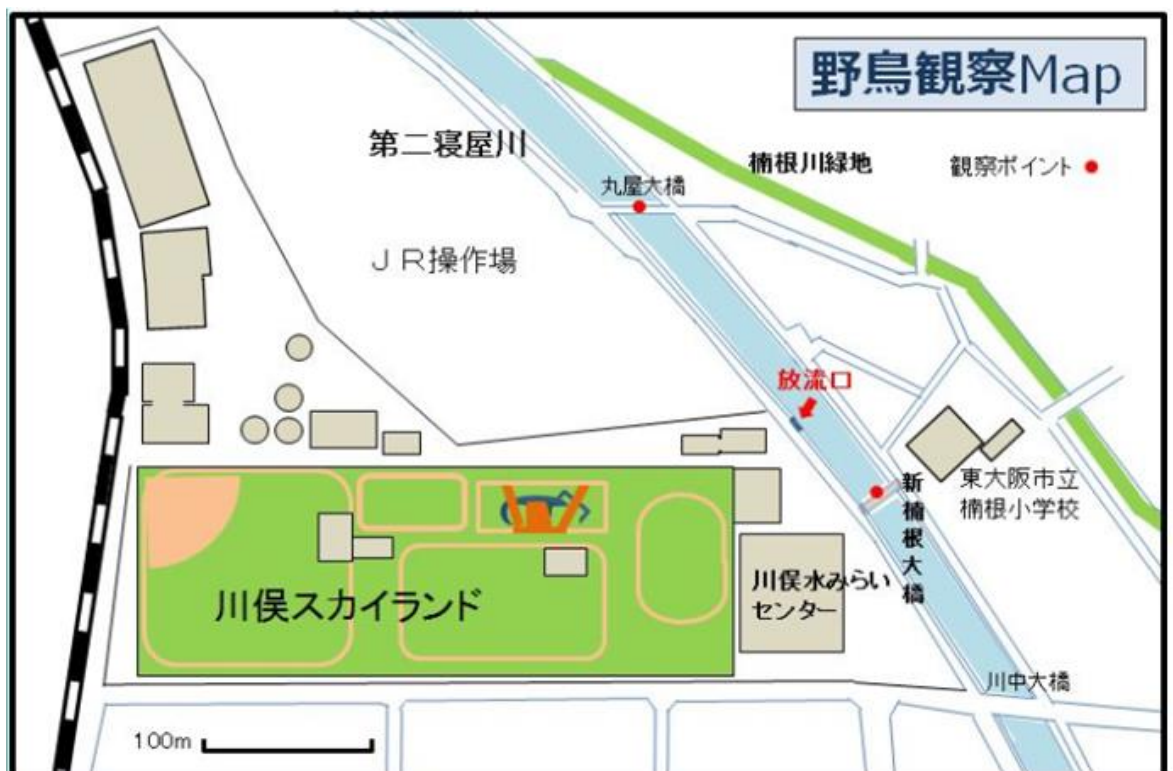 野鳥観察Map
第二寝屋川
楠根川緑地
観察ポイント
丸屋大橋
JR操作場
放流口
新楠根大橋
東大阪市立
楠根小学校
川俣水みらい
センター
川俣スカイランド
川中大橋
100m